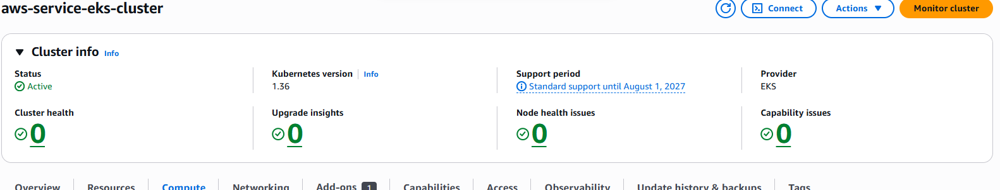 aws-service-eks-cluster
Connect
Actions
Monitor cluster
Cluster info Info
Status
Active
Kubernetes version Info
1.36
Support period
Standard support until August 1, 2027
Provider
EKS
Cluster health
0
Upgrade insights
0
Node health issues
0
Capability issues
0
Overview Resources Compute Networking Add-ons 1 Capabilities Access Observability Update history & backups Tags